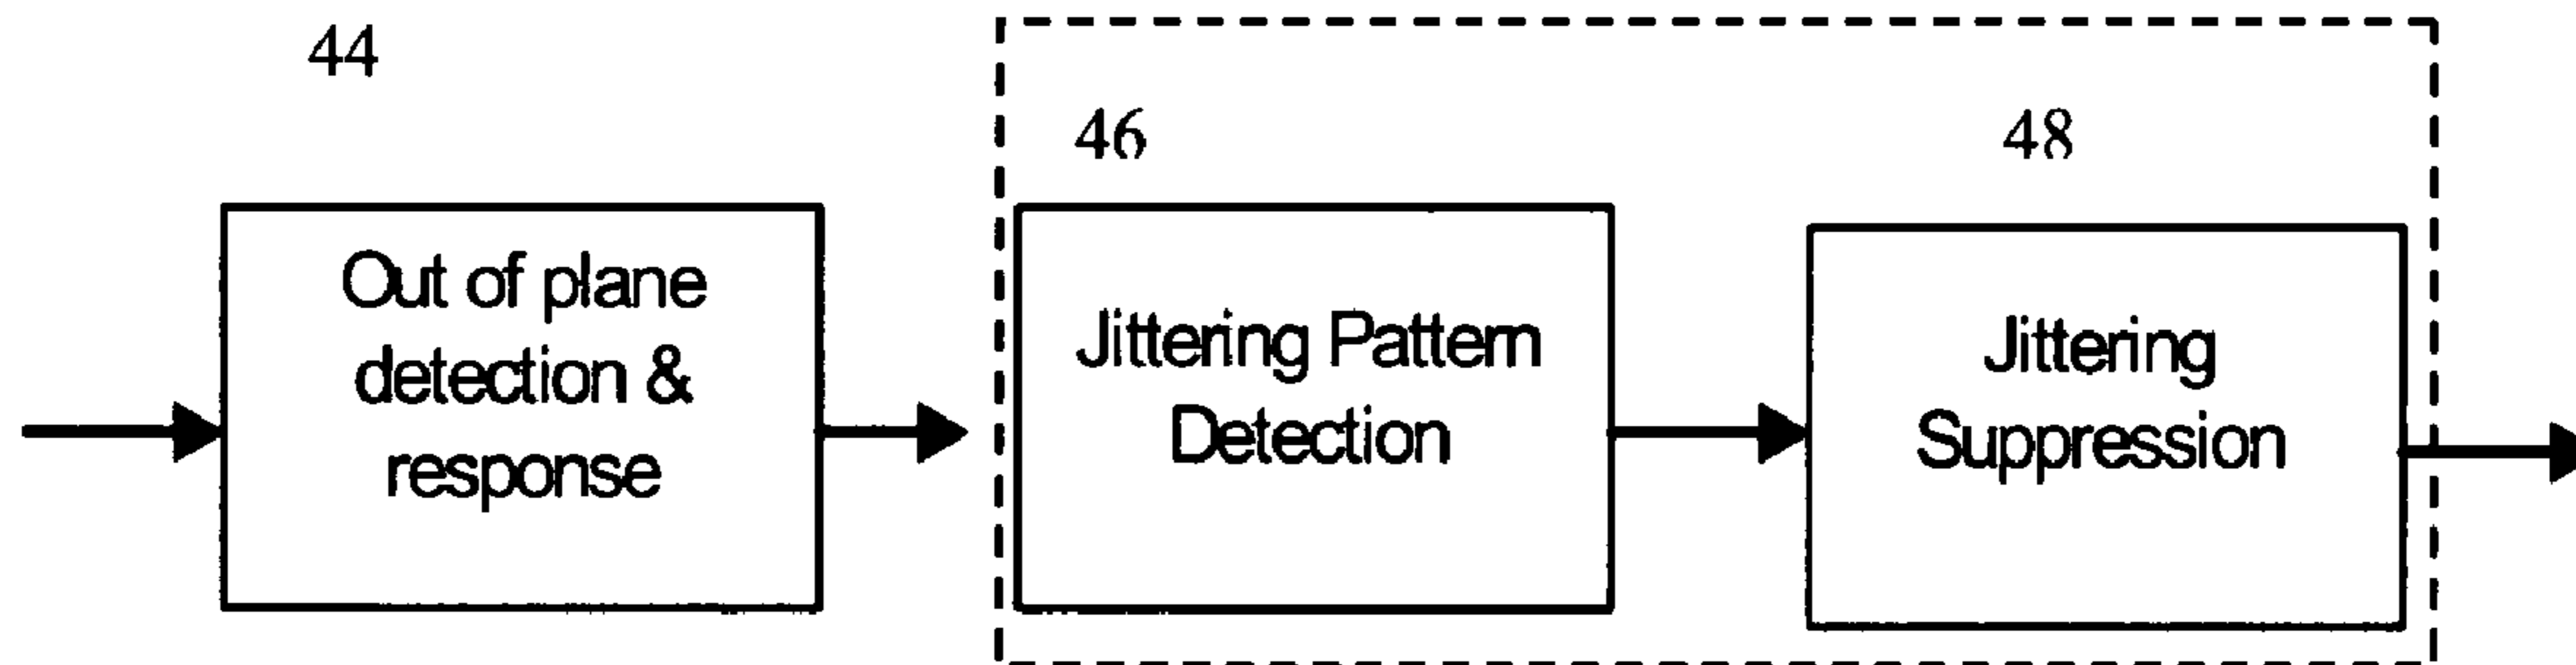 44
Out of plane
detection &
response
46
Jittering Pattern
Detection
48
Jittering
Suppression